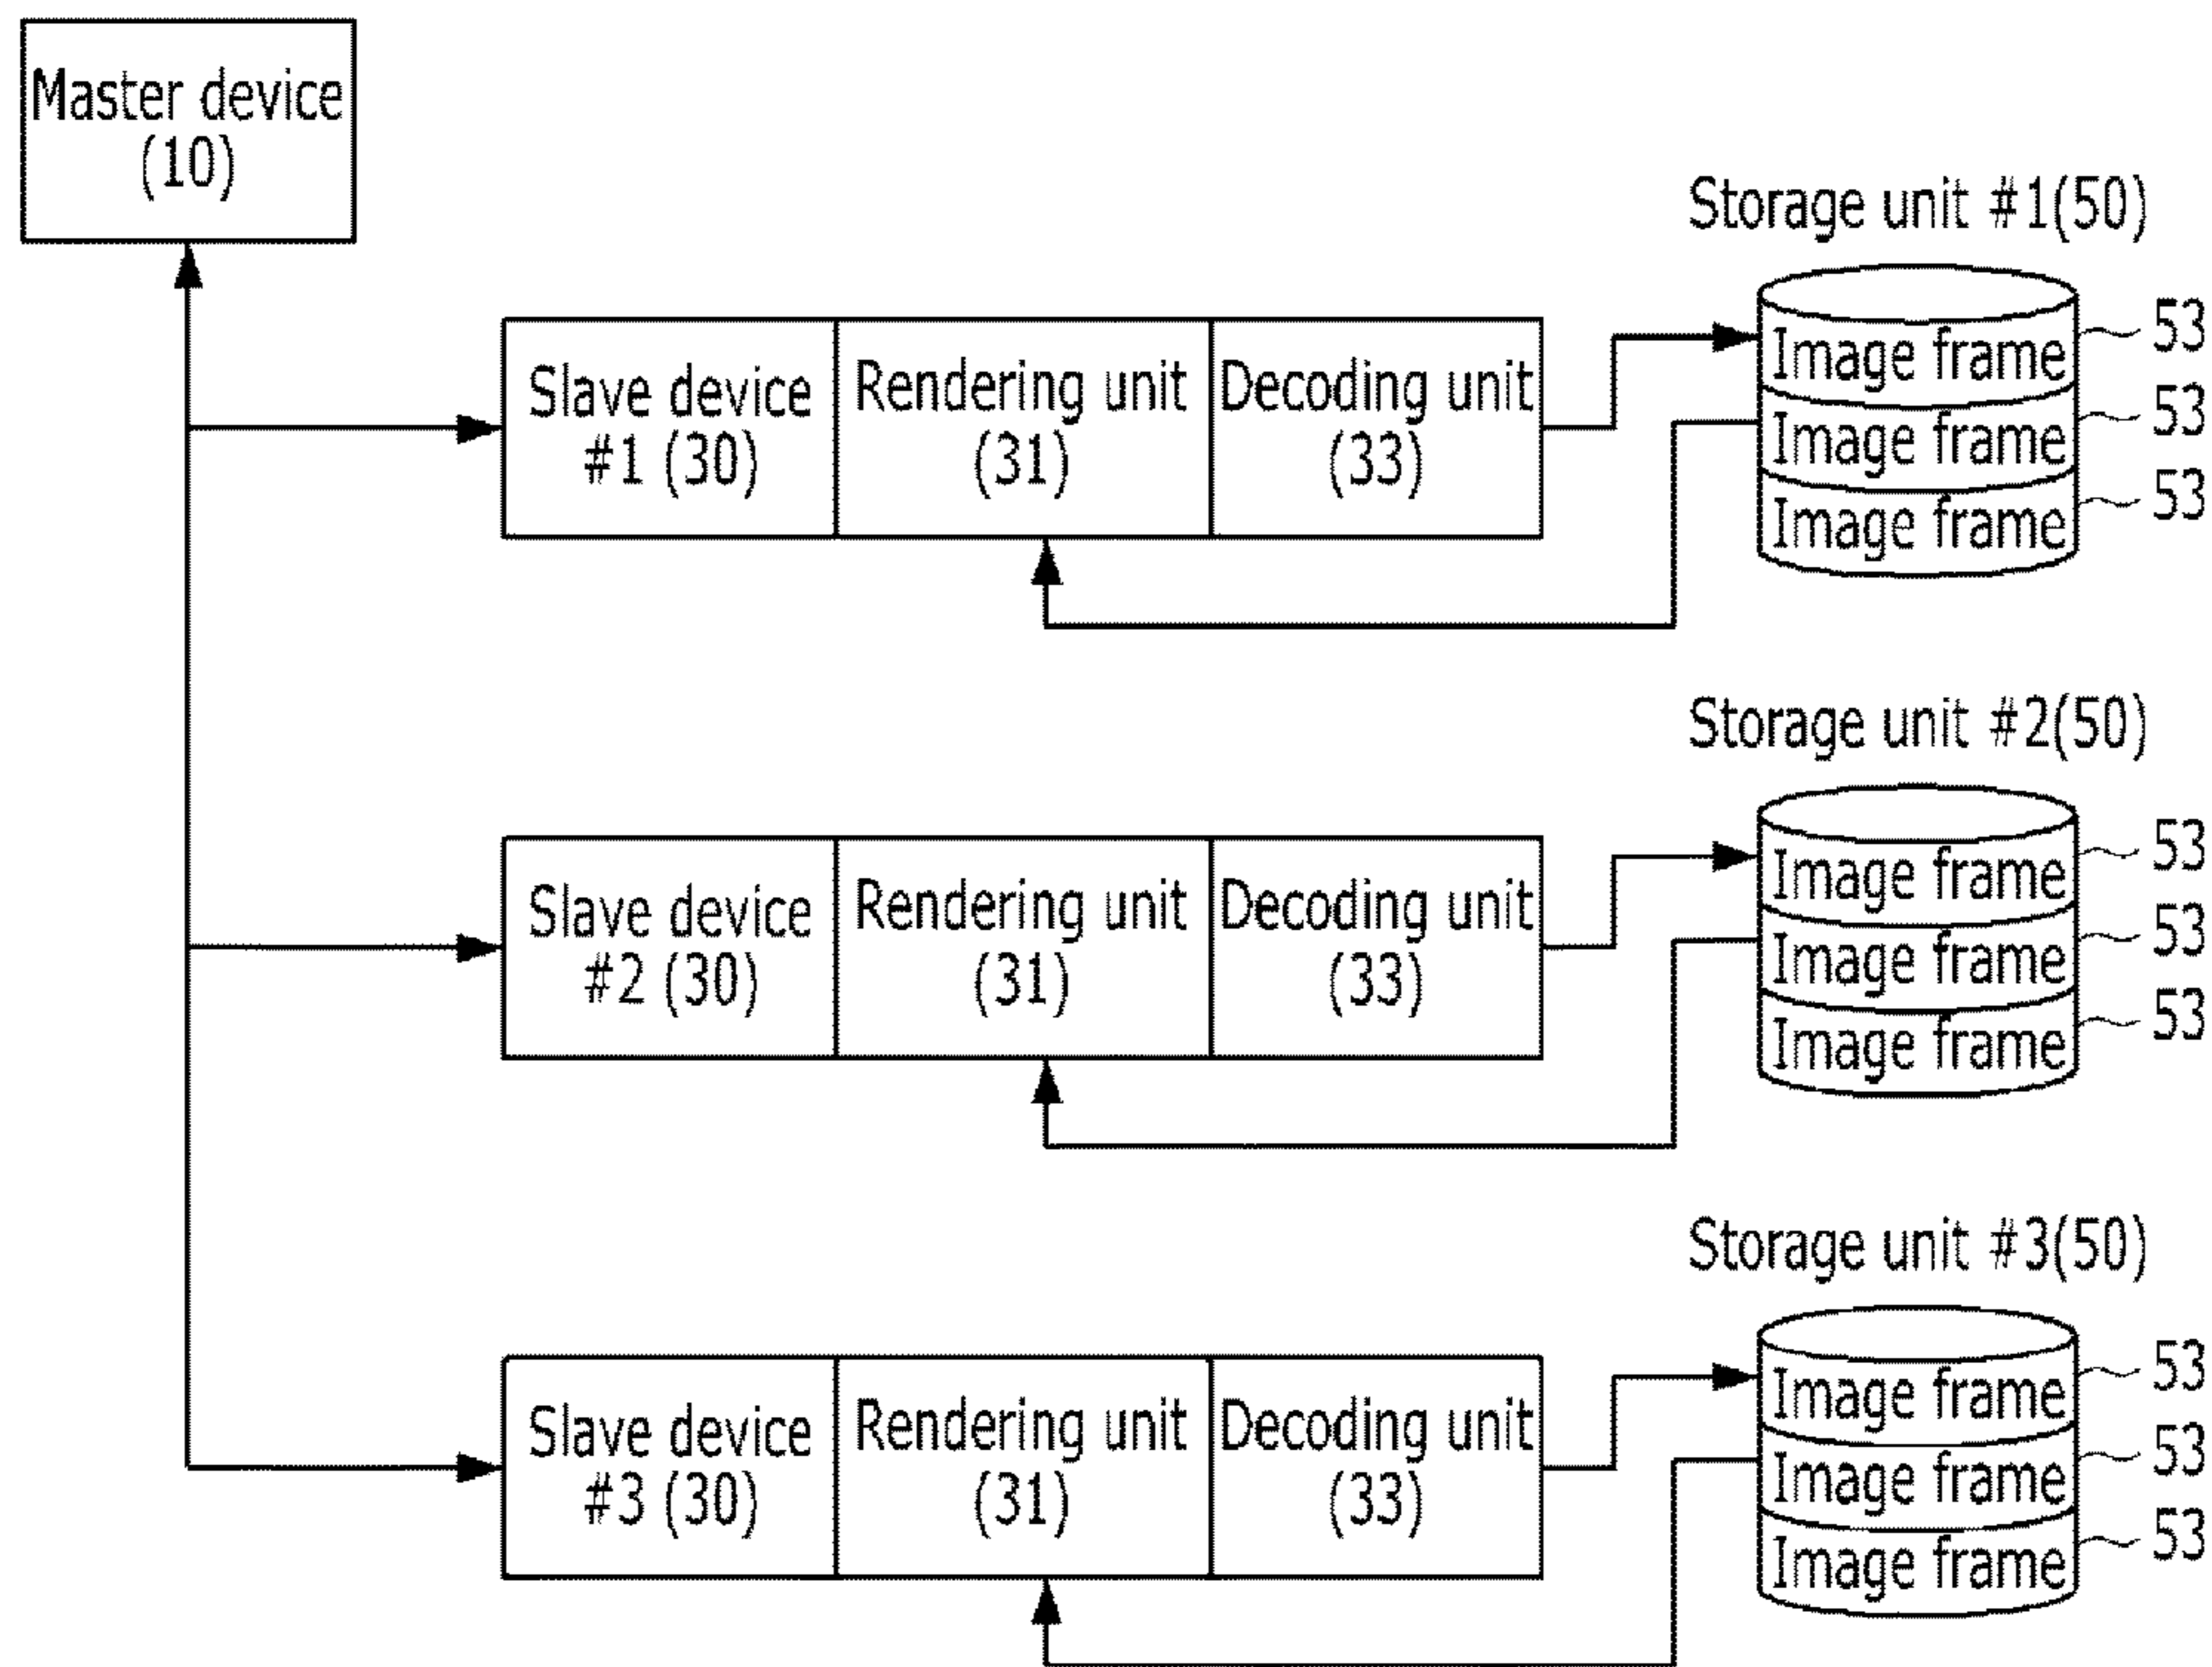 Master device
(10)
Storage unit #1(50)
Slave device
#1 (30)
Rendering unit
(31)
Decoding unit
(33)
Image frame
53
Image frame
53
Image frame
53
Storage unit #2(50)
Slave device
#2 (30)
Rendering unit
(31)
Decoding unit
(33)
Image frame
53
Image frame
53
Image frame
53
Storage unit #3(50)
Slave device
#3 (30)
Rendering unit
(31)
Decoding unit
(33)
Image frame
53
Image frame
53
Image frame
53